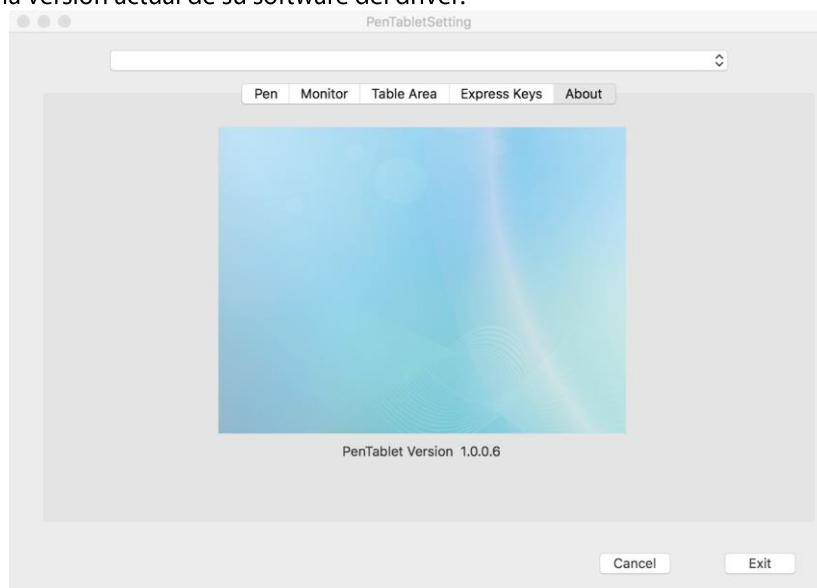 la versión actual de su software del driver.
PenTabletSetting
Pen Monitor Table Area Express Keys About
PenTablet Version 1.0.0.6
Cancel Exit